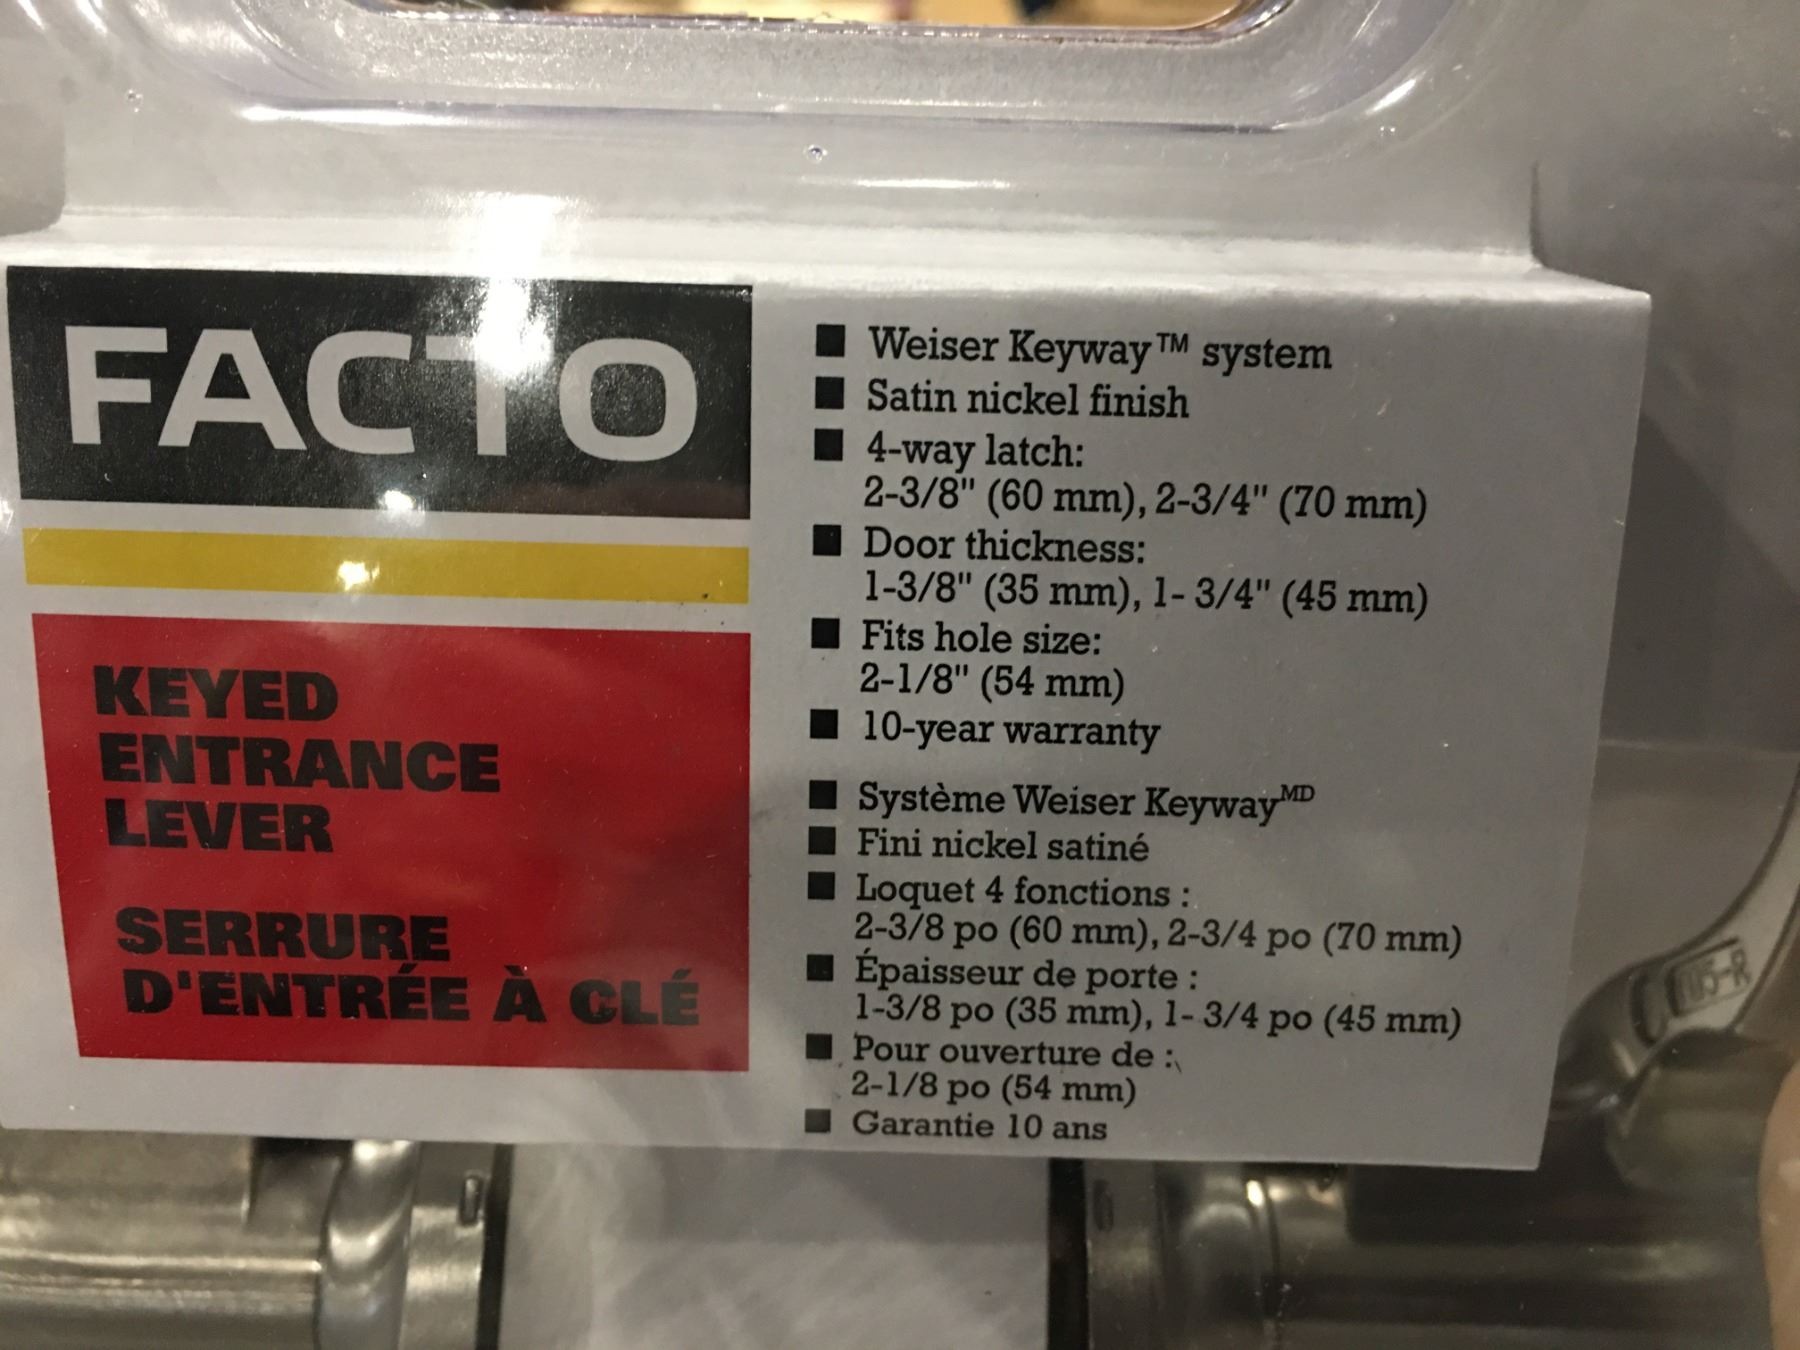 FACTO
KEYED
ENTRANCE
LEVER
SERRURE
D'ENTRÉE À CLÉ
■ Weiser Keyway™ system
■ Satin nickel finish
■ 4-way latch:
2-3/8" (60 mm), 2-3/4" (70 mm)
■ Door thickness:
1-3/8" (35 mm), 1- 3/4" (45 mm)
■ Fits hole size:
2-1/8" (54 mm)
■ 10-year warranty
■ Système Weiser Keyway MD
■ Fini nickel satiné
■ Loquet 4 fonctions :
2-3/8 po (60 mm), 2-3/4 po (70 mm)
■ Épaisseur de porte :
1-3/8 po (35 mm), 1- 3/4 po (45 mm)
■ Pour ouverture de :
2-1/8 po (54 mm)
■ Garantie 10 ans